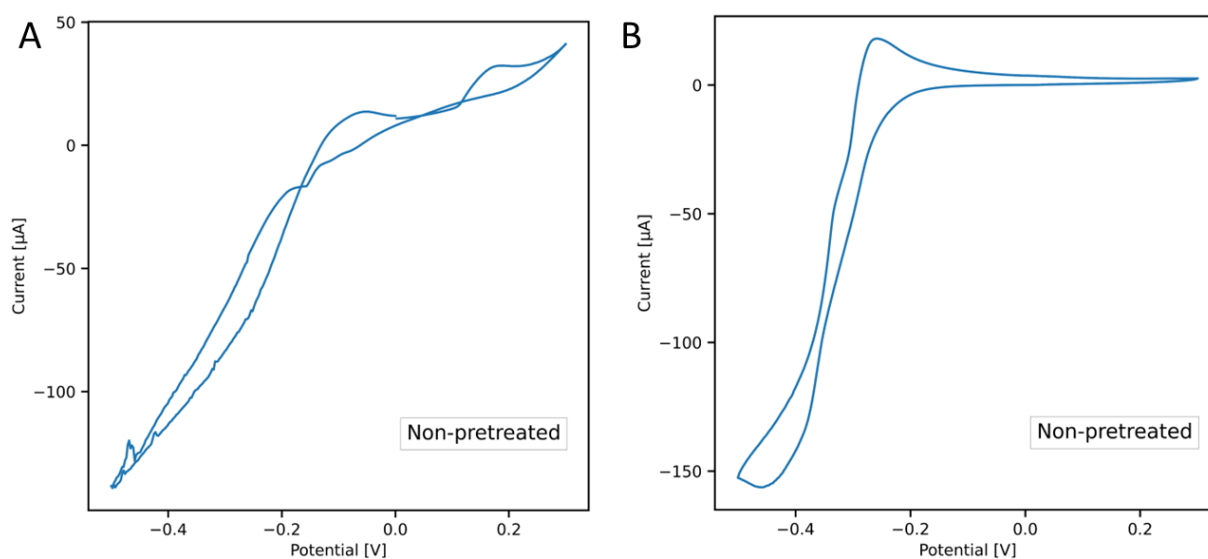 A
50
0
−50
−100
Current [µA]
−0.4
−0.2
0.0
0.2
Potential [V]
Non-pretreated
B
0
−50
−100
−150
Current [µA]
−0.4
−0.2
0.0
0.2
Potential [V]
Non-pretreated